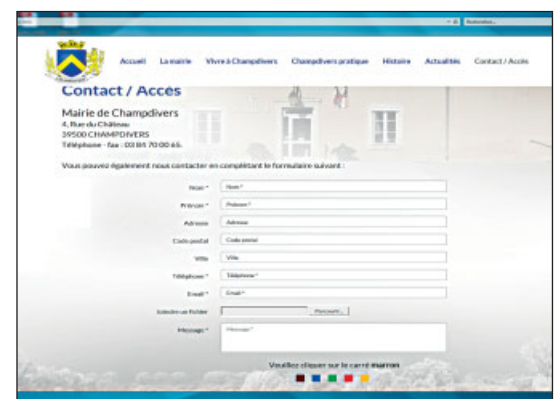 Rechercher...
Accueil La mairie Vivre à Champdivers Champdivers pratique Histoire Actualités Contact / Accès
Contact / Accès
Mairie de Champdivers
4, Rue du Château
39500 CHAMPDIVERS
Téléphone - fax : 03 84 70 00 65.
Vous pouvez également nous contacter en complétant le formulaire suivant :
Nom * Nom *
Prénom * Prénom *
Adresse Adresse
Code postal Code postal
Ville Ville
Téléphone * Téléphone *
Email * Email *
Joindre un fichier Parcourir...
Message * Message *
Veuillez cliquer sur le carré marron